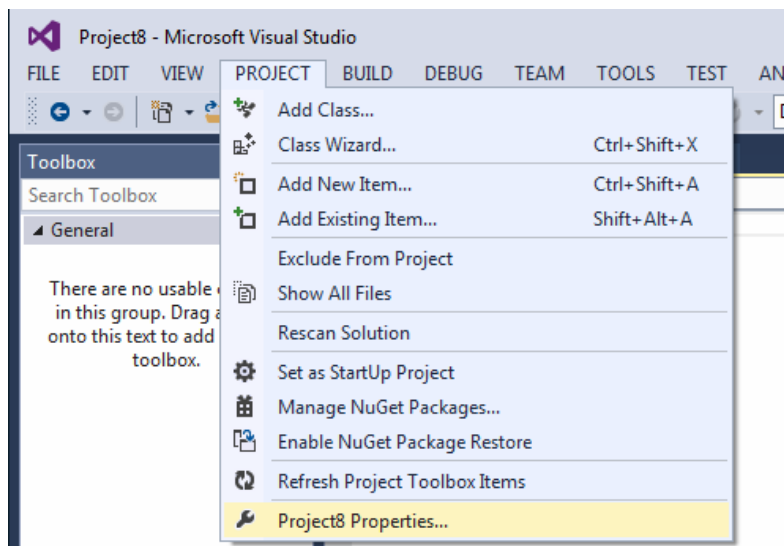 Project8 - Microsoft Visual Studio
FILE EDIT VIEW PROJECT BUILD DEBUG TEAM TOOLS TEST AN
Add Class...
Class Wizard... Ctrl+Shift+X
Toolbox
Add New Item... Ctrl+Shift+A
Search Toolbox
Add Existing Item... Shift+Alt+A
General
Exclude From Project
There are no usable
Show All Files
in this group. Drag
onto this text to add
Rescan Solution
toolbox.
Set as StartUp Project
Manage NuGet Packages...
Enable NuGet Package Restore
Refresh Project Toolbox Items
Project8 Properties...